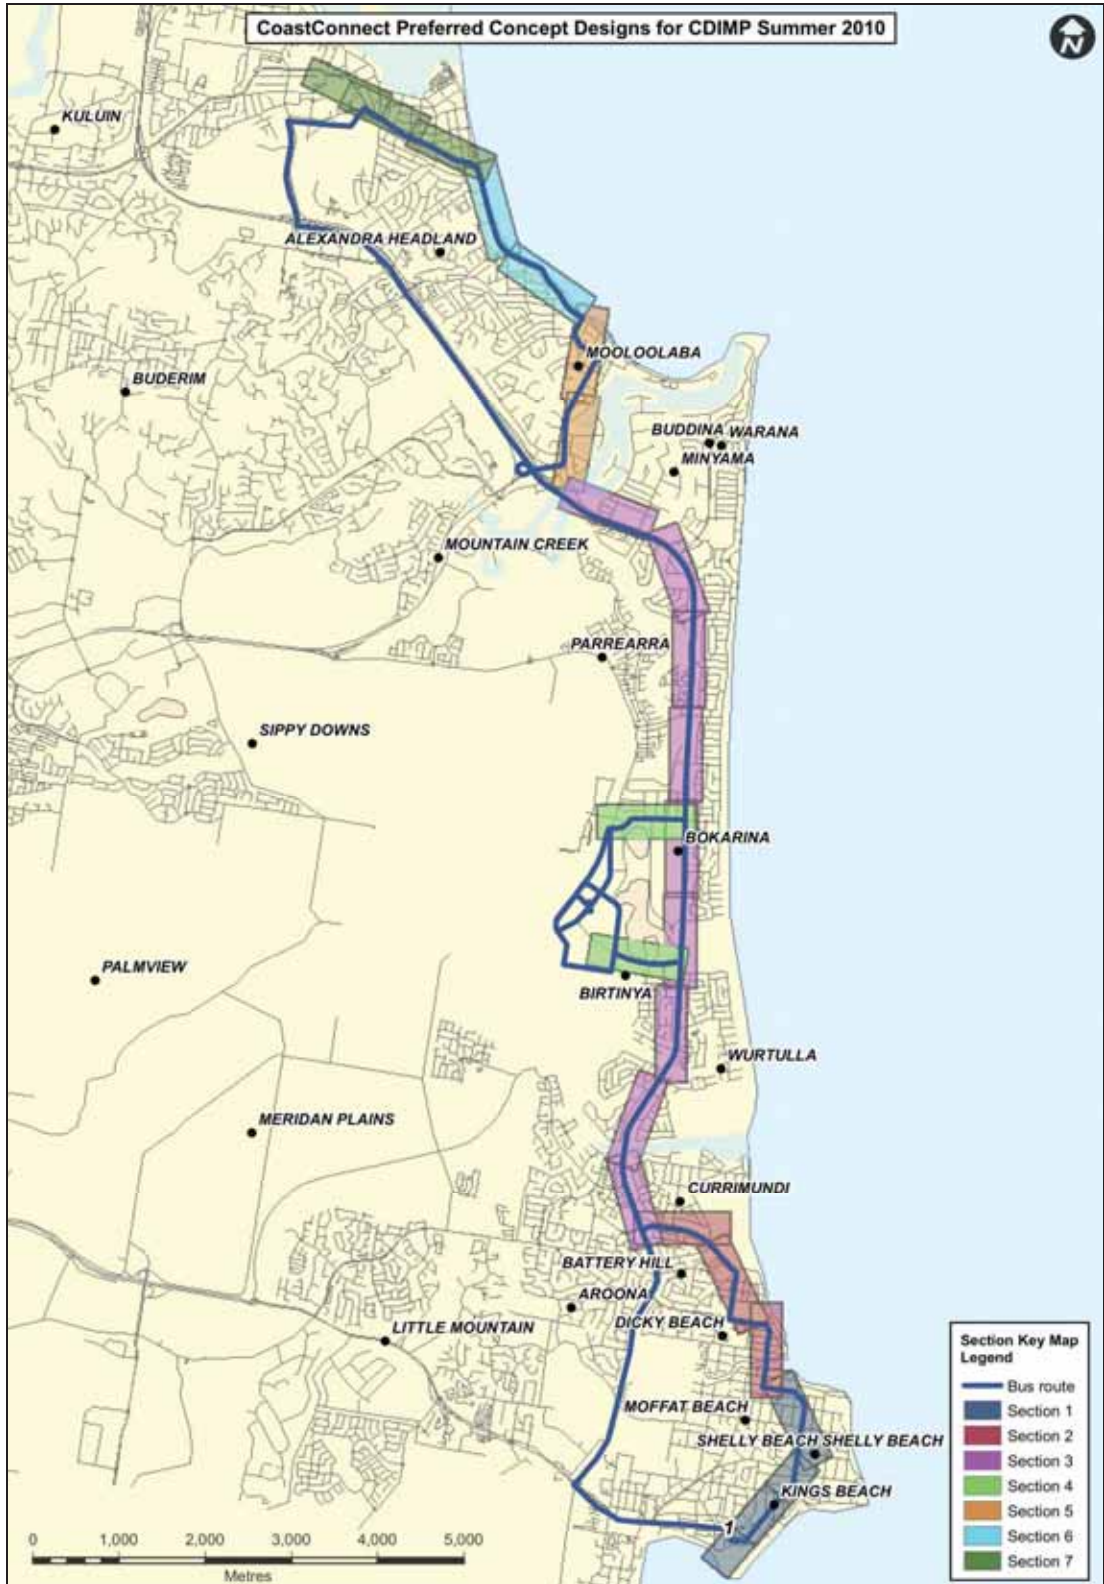 CoastConnect Preferred Concept Designs for CDIMP Summer 2010
N
KULUIN
ALEXANDRA HEADLAND
MOOLOOLABA
BUDERIM
BUDDINA WARANA
MINYAMA
MOUNTAIN CREEK
PARREARRA
SIPPY DOWNS
BOKARINA
PALMVIEW
BIRTINYA
WURTULLA
MERIDAN PLAINS
CURRIMUNDI
BATTERY HILL
AROONA
LITTLE MOUNTAIN
DICKY BEACH
MOFFAT BEACH
SHELLY BEACH SHELLY BEACH
KINGS BEACH
1
Section Key Map
Legend
Bus route
Section 1
Section 2
Section 3
Section 4
Section 5
Section 6
Section 7
0 1,000 2,000 3,000 4,000 5,000
Metres